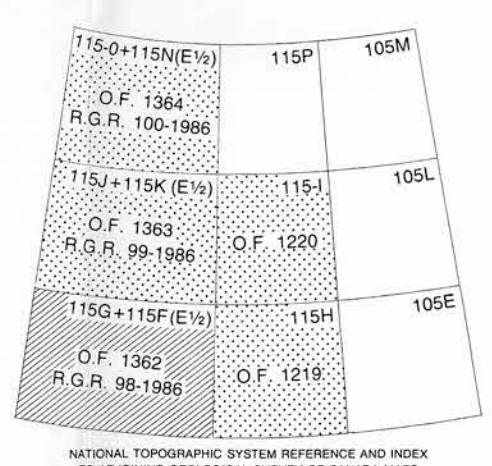 115-0+115N(E½)
115P
105M
O.F. 1364
R.G.R. 100-1986
115J+115K (E½)
115-I
105L
O.F. 1363
R.G.R. 99-1986
O.F. 1220
115G+115F(E½)
115H
105E
O.F. 1362
R.G.R. 98-1986
O.F. 1219
NATIONAL TOPOGRAPHIC SYSTEM REFERENCE AND INDEX